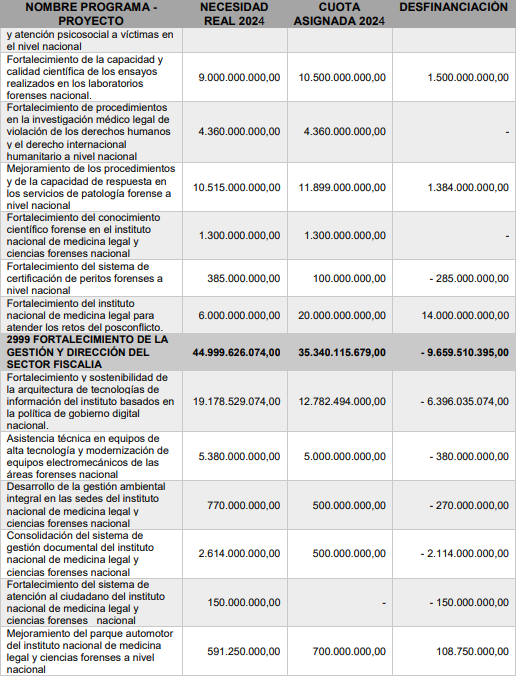 NOMBRE PROGRAMA - NECESIDAD CUOTA DESFINANCIACIÓN
PROYECTO REAL 2024 ASIGNADA 2024
y atención psicosocial a víctimas en
el nivel nacional
Fortalecimiento de la capacidad y
calidad científica de los ensayos 9.000.000.000,00 10.500.000.000,00 1.500.000.000,00
realizados en los laboratorios
forenses nacional.
Fortalecimiento de procedimientos
en la investigación médico legal de
violación de los derechos humanos 4.360.000.000,00 4.360.000.000,00 -
y el derecho internacional
humanitario a nivel nacional
Mejoramiento de los procedimientos
y de la capacidad de respuesta en 10.515.000.000,00 11.899.000.000,00 1.384.000.000,00
los servicios de patología forense a
nivel nacional
Fortalecimiento del conocimiento
científico forense en el instituto 1.300.000.000,00 1.300.000.000,00 -
nacional de medicina legal y
ciencias forenses nacional
Fortalecimiento del sistema de
certificación de peritos forenses a 385.000.000,00 100.000.000,00 - 285.000.000,00
nivel nacional
Fortalecimiento del instituto
nacional de medicina legal para 6.000.000.000,00 20.000.000.000,00 14.000.000.000,00
atender los retos del posconflicto.
2999 FORTALECIMIENTO DE LA
GESTIÓN Y DIRECCIÓN DEL 44.999.626.074,00 35.340.115.679,00 - 9.659.510.395,00
SECTOR FISCALIA
Fortalecimiento y sostenibilidad de
la arquitectura de tecnologías de
información del instituto basados en 19.178.529.074,00 12.782.494.000,00 - 6.396.035.074,00
la política de gobierno digital
nacional.
Asistencia técnica en equipos de
alta tecnología y modernización de 5.380.000.000,00 5.000.000.000,00 - 380.000.000,00
equipos electromecánicos de las
áreas forenses nacional
Desarrollo de la gestión ambiental
integral en las sedes del instituto 770.000.000,00 500.000.000,00 - 270.000.000,00
nacional de medicina legal y
ciencias forenses nacional
Consolidación del sistema de
gestión documental del instituto 2.614.000.000,00 500.000.000,00 - 2.114.000.000,00
nacional de medicina legal y
ciencias forenses nacional
Fortalecimiento del sistema de
atención al ciudadano del instituto 150.000.000,00 - - 150.000.000,00
nacional de medicina legal y
ciencias forenses nacional
Mejoramiento del parque automotor
del instituto nacional de medicina 591.250.000,00 700.000.000,00 108.750.000,00
legal y ciencias forenses a nivel
nacional